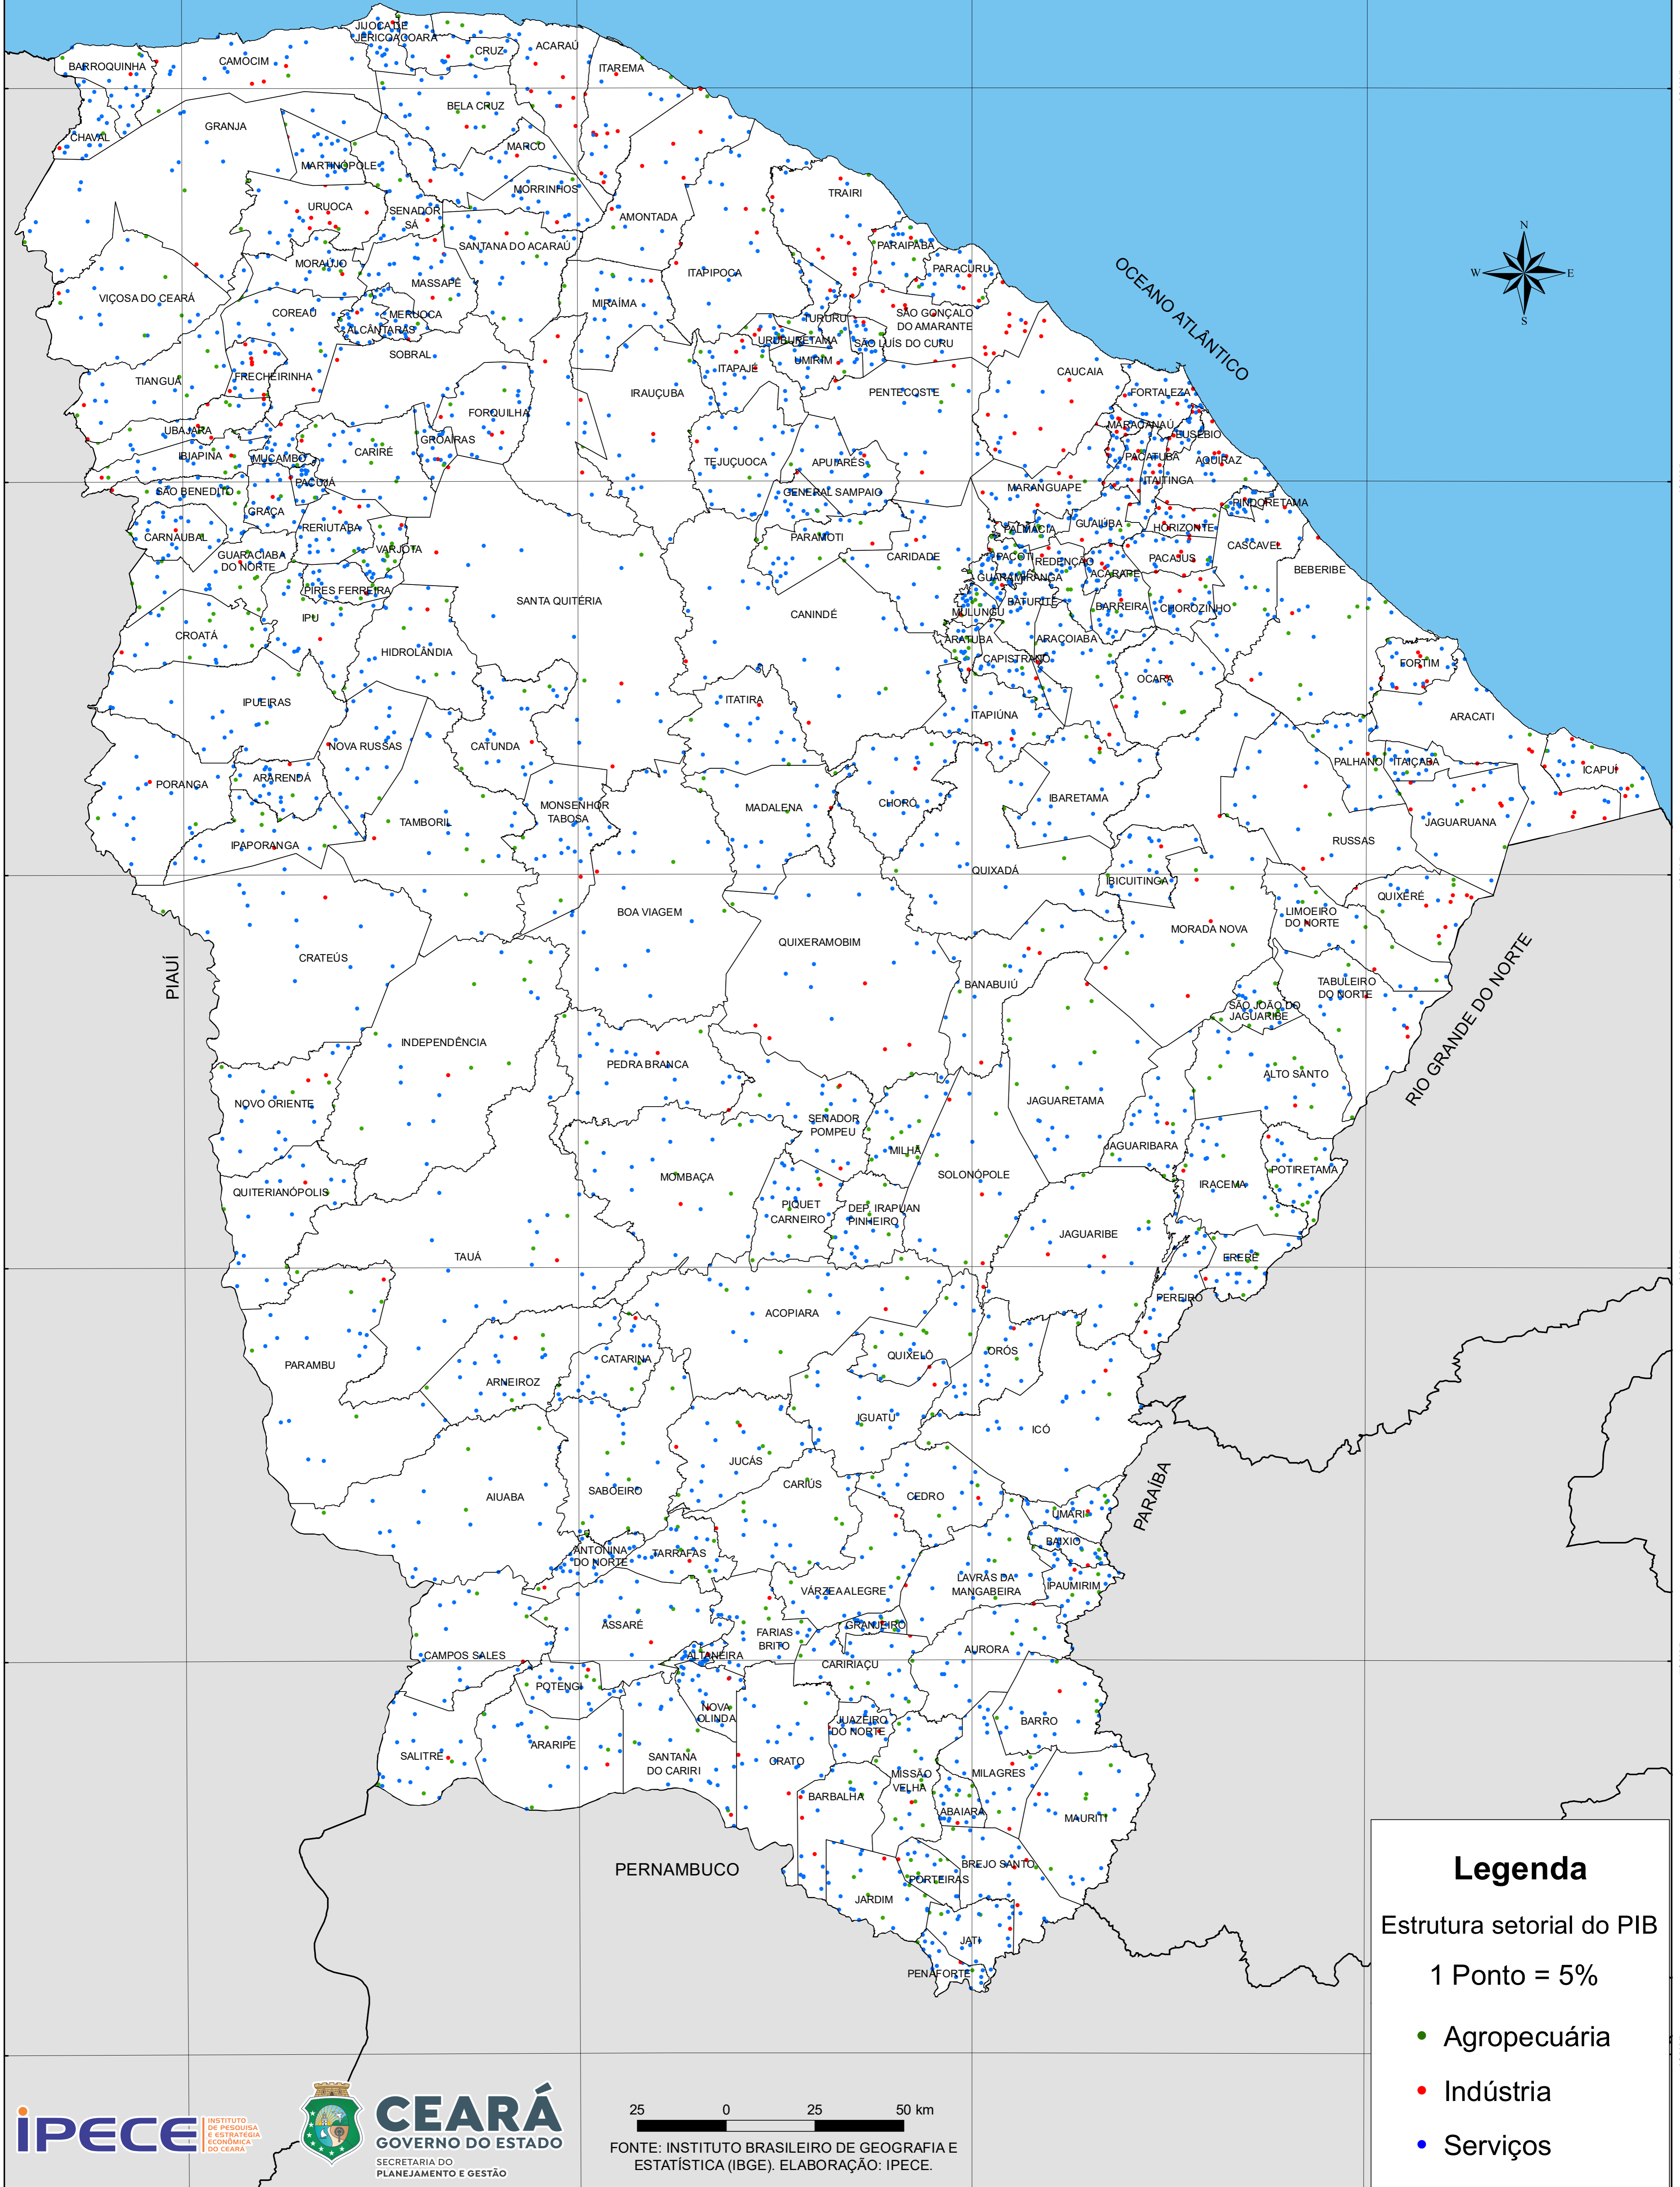 JIJOCA DE
JERICOACOARA
CRUZ
ACARAÚ
BARROQUINHA
CAMOCIM
ITAREMA
BELA CRUZ
GRANJA
CHAVAL
MARCO
MARTINÓPOLE
MORRINHOS
TRAIRI
URUOCA
SENADOR
SÁ
AMONTADA
SANTANA DO ACARAÚ
PARAIPABA
MORAÚJO
PARACURU
ITAPIPOCA
MASSAPÊ
VIÇOSA DO CEARÁ
MIRAÍMA
COREAÚ
MERUOCA
SÃO GONÇALO
DO AMARANTE
TURURU
ALCÂNTARAS
URUBURETAMA
SÃO LUÍS DO CURU
SOBRAL
UMIRIM
ITAPAJÉ
CAUCAIA
TIANGUÁ
FRECHEIRINHA
IRAUÇUBA
PENTECOSTE
FORTALEZA
FORQUILHA
MARACANAÚ
UBAJARA
EUSÉBIO
GROAÍRAS
IBIAPINA
MUCAMBO
CARIRÉ
TEJUÇUOCA
APUIARÉS
PACATUBA
AQUIRAZ
PACUJÁ
ITAITINGA
SÃO BENEDITO
GENERAL SAMPAIO
MARANGUAPE
PINDORETAMA
GRAÇA
RERIUTABA
PALMÁCIA
GUAIÚBA
HORIZONTE
CARNAUBAL
PARAMOTI
CASCAVEL
VARJOTA
GUARACIABA
DO NORTE
CARIDADE
PACOTI
REDENÇÃO
PACAJUS
BEBERIBE
GUARAMIRANGA
ACARAPE
PIRES FERREIRA
SANTA QUITÉRIA
BATURITÉ
BARREIRA
CHOROZINHO
IPU
CANINDÉ
MULUNGU
CROATÁ
ARATUBA
ARAÇOIABA
HIDROLÂNDIA
CAPISTRANO
FORTIM
OCARA
IPUEIRAS
ITATIRA
ITAPIÚNA
ARACATI
NOVA RUSSAS
CATUNDA
PALHANO
ITAIÇABA
ICAPUÍ
PORANGA
ARARENDÁ
IBARETAMA
MONSENHOR
TABOSA
MADALENA
CHORÓ
TAMBORIL
JAGUARUANA
IPAPORANGA
RUSSAS
QUIXADÁ
IBICUITINGA
QUIXERÉ
BOA VIAGEM
LIMOEIRO
DO NORTE
MORADA NOVA
QUIXERAMOBIM
CRATEÚS
BANABUIÚ
TABULEIRO
DO NORTE
SÃO JOÃO DO
JAGUARIBE
INDEPENDÊNCIA
PEDRA BRANCA
ALTO SANTO
NOVO ORIENTE
JAGUARETAMA
SENADOR
POMPEU
JAGUARIBARA
MILHÃ
POTIRETAMA
MOMBAÇA
SOLONÓPOLE
IRACEMA
QUITERIANÓPOLIS
PIQUET
CARNEIRO
DEP. IRAPUAN
PINHEIRO
JAGUARIBE
TAUÁ
ERERÊ
PEREIRO
ACOPIARA
CATARINA
QUIXELÔ
ORÓS
PARAMBU
ARNEIROZ
IGUATU
ICÓ
JUCÁS
CARIÚS
SABOEIRO
AIUABA
CEDRO
UMARI
BAIXIO
ANTONINA
DO NORTE
TARRAFAS
LAVRAS DA
MANGABEIRA
VÁRZEA ALEGRE
IPAUMIRIM
ASSARÉ
GRANJEIRO
FARIAS
BRITO
AURORA
CAMPOS SALES
ALTANEIRA
CARIRIAÇU
POTENGI
NOVA
OLINDA
JUAZEIRO
DO NORTE
BARRO
ARARIPE
SALITRE
SANTANA
DO CARIRI
CRATO
MISSÃO
VELHA
MILAGRES
BARBALHA
ABAIARA
MAURITI
BREJO SANTO
PORTEIRAS
JARDIM
JATI
PENAFORTE
OCEANO ATLÂNTICO
N
W
E
S
PIAUÍ
RIO GRANDE DO NORTE
PARAÍBA
PERNAMBUCO
Legenda
Estrutura setorial do PIB
1 Ponto = 5%
Agropecuária
Indústria
Serviços
IPECE
INSTITUTO
DE PESQUISA
E ESTRATÉGIA
ECONÔMICA
DO CEARÁ
CEARÁ
GOVERNO DO ESTADO
SECRETARIA DO
PLANEJAMENTO E GESTÃO
25 0 25 50 km
FONTE: INSTITUTO BRASILEIRO DE GEOGRAFIA E
ESTATÍSTICA (IBGE). ELABORAÇÃO: IPECE.